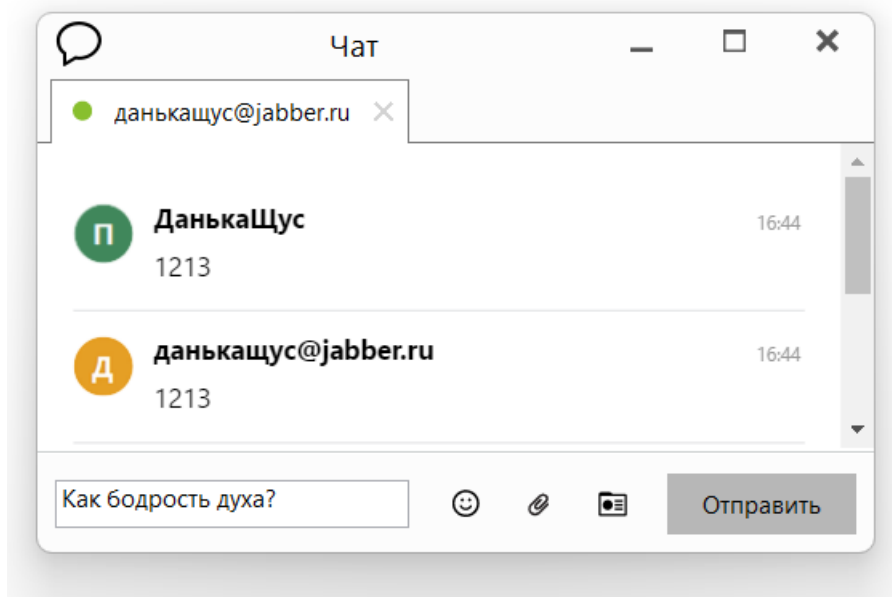 Чат
данькащус@jabber.ru
П
ДанькаЩус
16:44
1213
Д
данькащус@jabber.ru
16:44
1213
Как бодрость духа?
Отправить